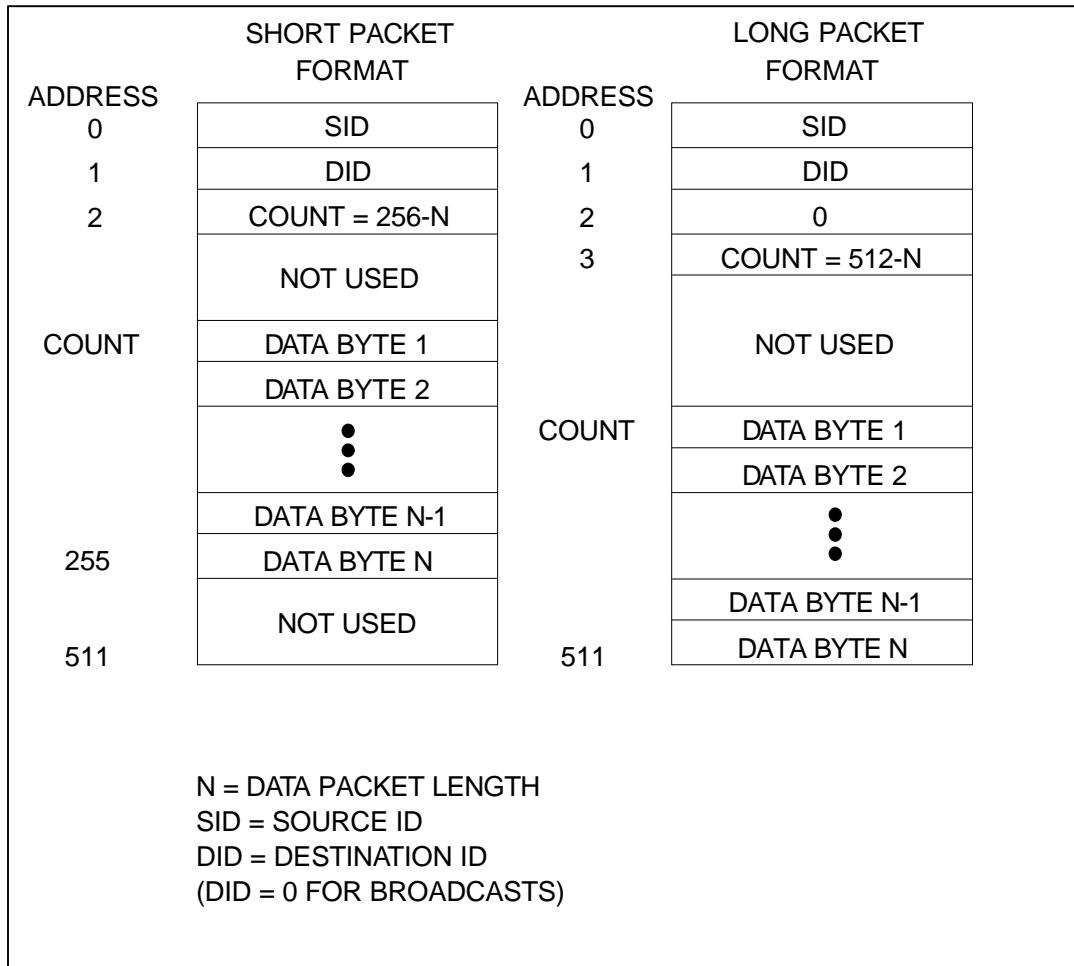 SHORT PACKET
FORMAT
ADDRESS
0 SID
1 DID
2 COUNT = 256-N
NOT USED
COUNT DATA BYTE 1
DATA BYTE 2
DATA BYTE N-1
255 DATA BYTE N
NOT USED
511
LONG PACKET
FORMAT
ADDRESS
0 SID
1 DID
2 0
3 COUNT = 512-N
NOT USED
COUNT DATA BYTE 1
DATA BYTE 2
DATA BYTE N-1
511 DATA BYTE N
N = DATA PACKET LENGTH
SID = SOURCE ID
DID = DESTINATION ID
(DID = 0 FOR BROADCASTS)